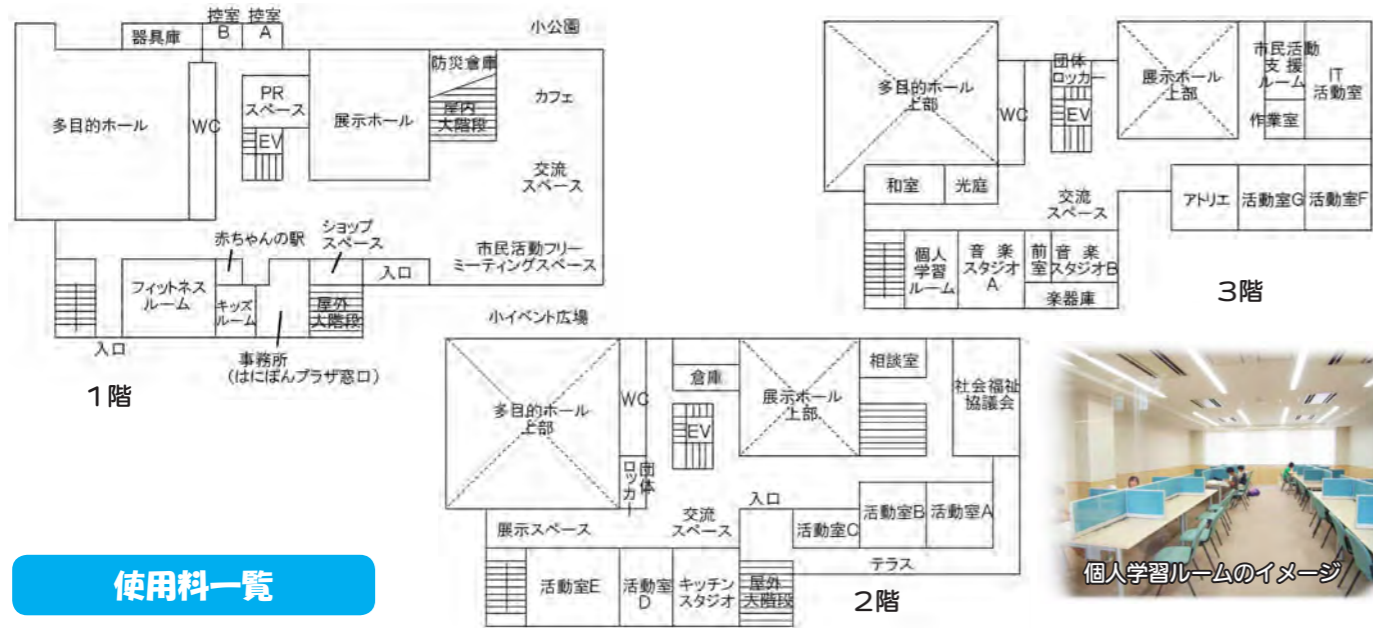 控室
B
控室
A
小公園
器具庫
防災倉庫
PR
スペース
カフェ
多目的ホール
WC
展示ホール
屋内
大階段
EV
交流
スペース
赤ちゃんの駅
ショップ
スペース
市民活動フリー
ミーティングスペース
入口
フィットネス
ルーム
キッズ
ルーム
屋外
大階段
入口
事務所
(はにぽんプラザ窓口)
小イベント広場
1階
団体
ロッカー
市民活動
支援
ルーム
IT
活動室
多目的ホール
上部
展示ホール
上部
WC
EV
作業室
和室
光庭
交流
スペース
アトリエ
活動室G
活動室F
個人
学習
ルーム
音楽
スタジオ
A
前室
音楽
スタジオB
楽器庫
3階
相談室
倉庫
社会福祉
協議会
多目的ホール
上部
WC
展示ホール
上部
EV
団体
ロッカー
入口
活動室B
活動室A
展示スペース
交流
スペース
活動室C
テラス
活動室E
活動室
D
キッチン
スタジオ
屋外
大階段
2階
個人学習ルームのイメージ
使用料一覧